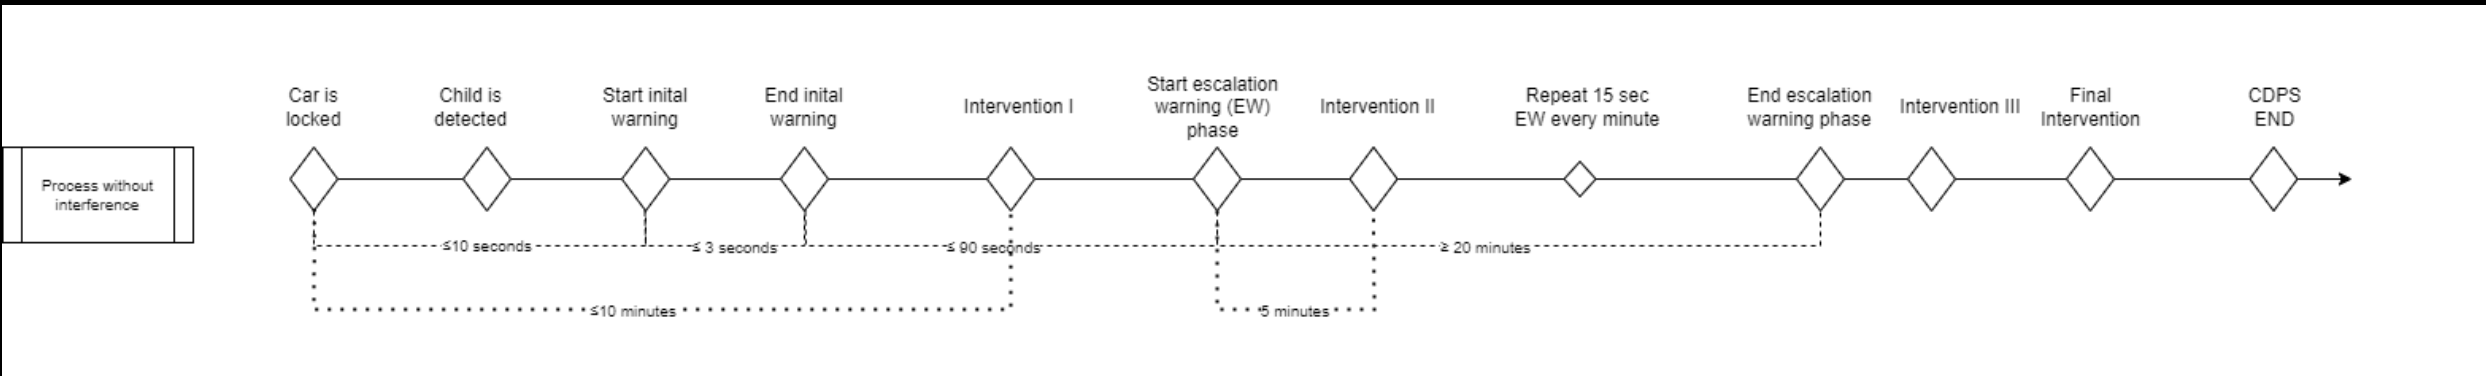 Car is
locked
Child is
detected
Start inital
warning
End inital
warning
Intervention I
Start escalation
warning (EW)
phase
Intervention II
Repeat 15 sec
EW every minute
End escalation
warning phase
Intervention III
Final
Intervention
CDPS
END
Process without
interference
≤10 seconds
≤ 3 seconds
≤ 90 seconds
≥ 20 minutes
≤10 minutes
5 minutes